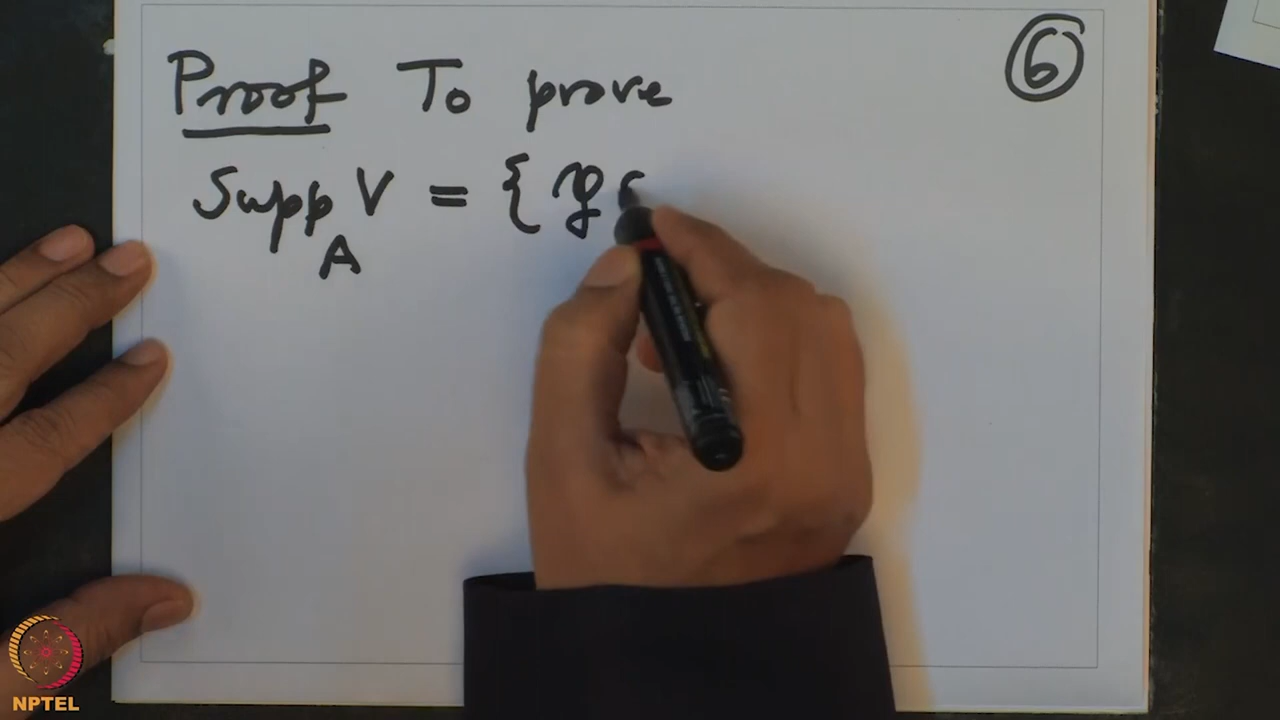 Proof To prove ⑥
Supp_A V = { 𝔭
NPTEL